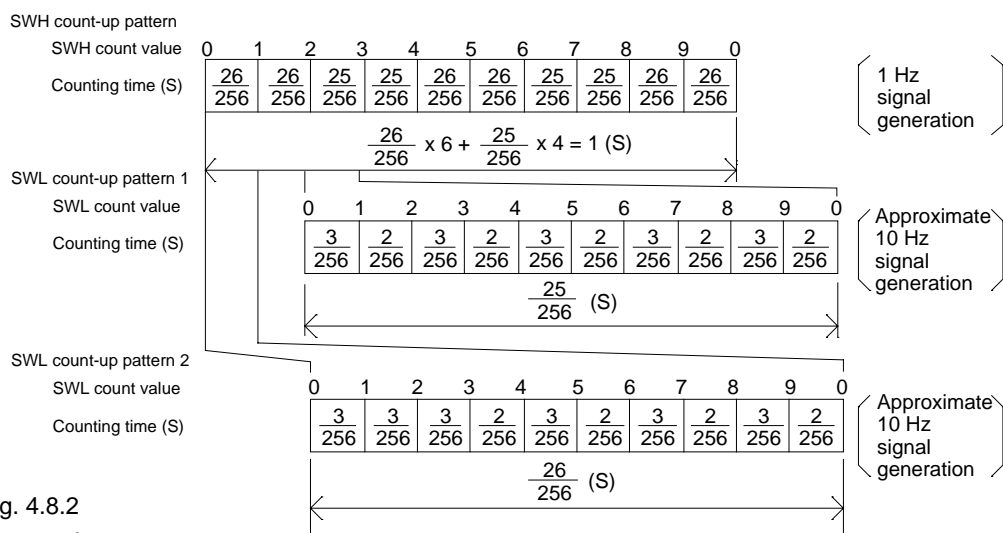 SWH count-up pattern
SWH count value 0 1 2 3 4 5 6 7 8 9 0
Counting time (S) 26/256 26/256 25/256 25/256 26/256 26/256 25/256 25/256 26/256 26/256
1 Hz
signal
generation
26/256 x 6 + 25/256 x 4 = 1 (S)
SWL count-up pattern 1
SWL count value 0 1 2 3 4 5 6 7 8 9 0
Counting time (S) 3/256 2/256 3/256 2/256 3/256 2/256 3/256 2/256 3/256 2/256
Approximate
10 Hz
signal
generation
25/256 (S)
SWL count-up pattern 2
SWL count value 0 1 2 3 4 5 6 7 8 9 0
Counting time (S) 3/256 3/256 3/256 2/256 3/256 2/256 3/256 2/256 3/256 2/256
Approximate
10 Hz
signal
generation
26/256 (S)
g. 4.8.2